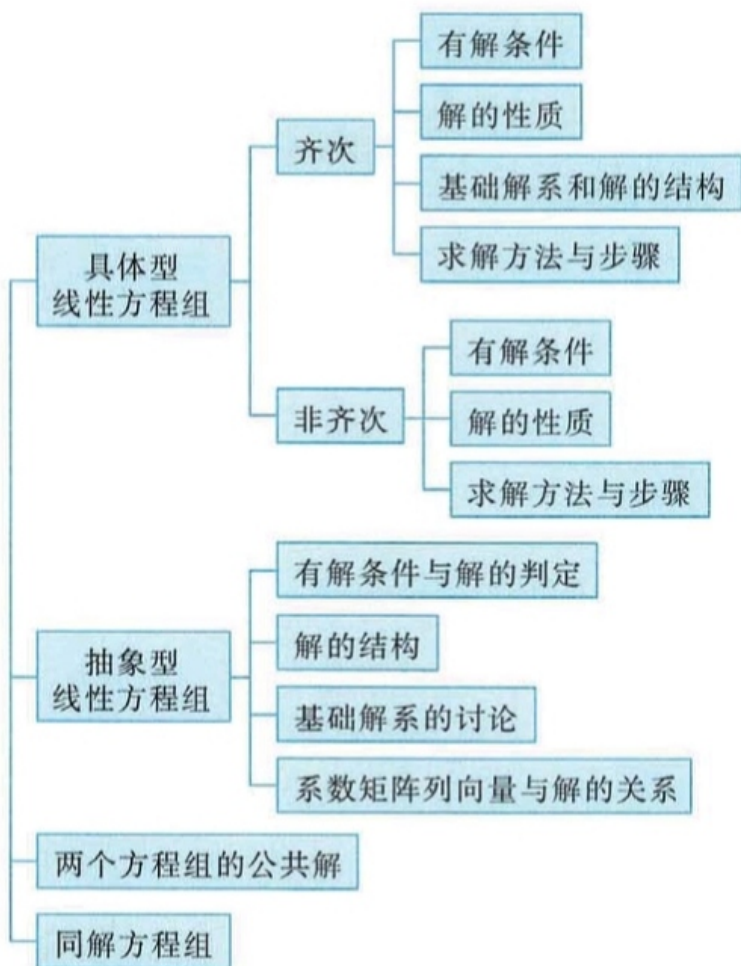 有解条件
解的性质
齐次
基础解系和解的结构
具体型
线性方程组
求解方法与步骤
有解条件
非齐次
解的性质
求解方法与步骤
有解条件与解的判定
解的结构
抽象型
线性方程组
基础解系的讨论
系数矩阵列向量与解的关系
两个方程组的公共解
同解方程组